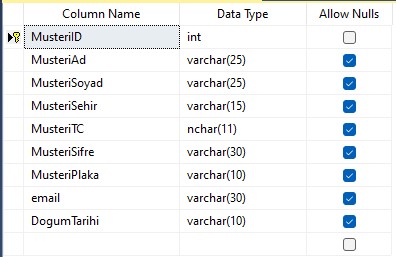 Column Name Data Type Allow Nulls
MusteriID int
MusteriAd varchar(25)
MusteriSoyad varchar(25)
MusteriSehir varchar(15)
MusteriTC nchar(11)
MusteriSifre varchar(30)
MusteriPlaka varchar(10)
email varchar(30)
DogumTarihi varchar(10)